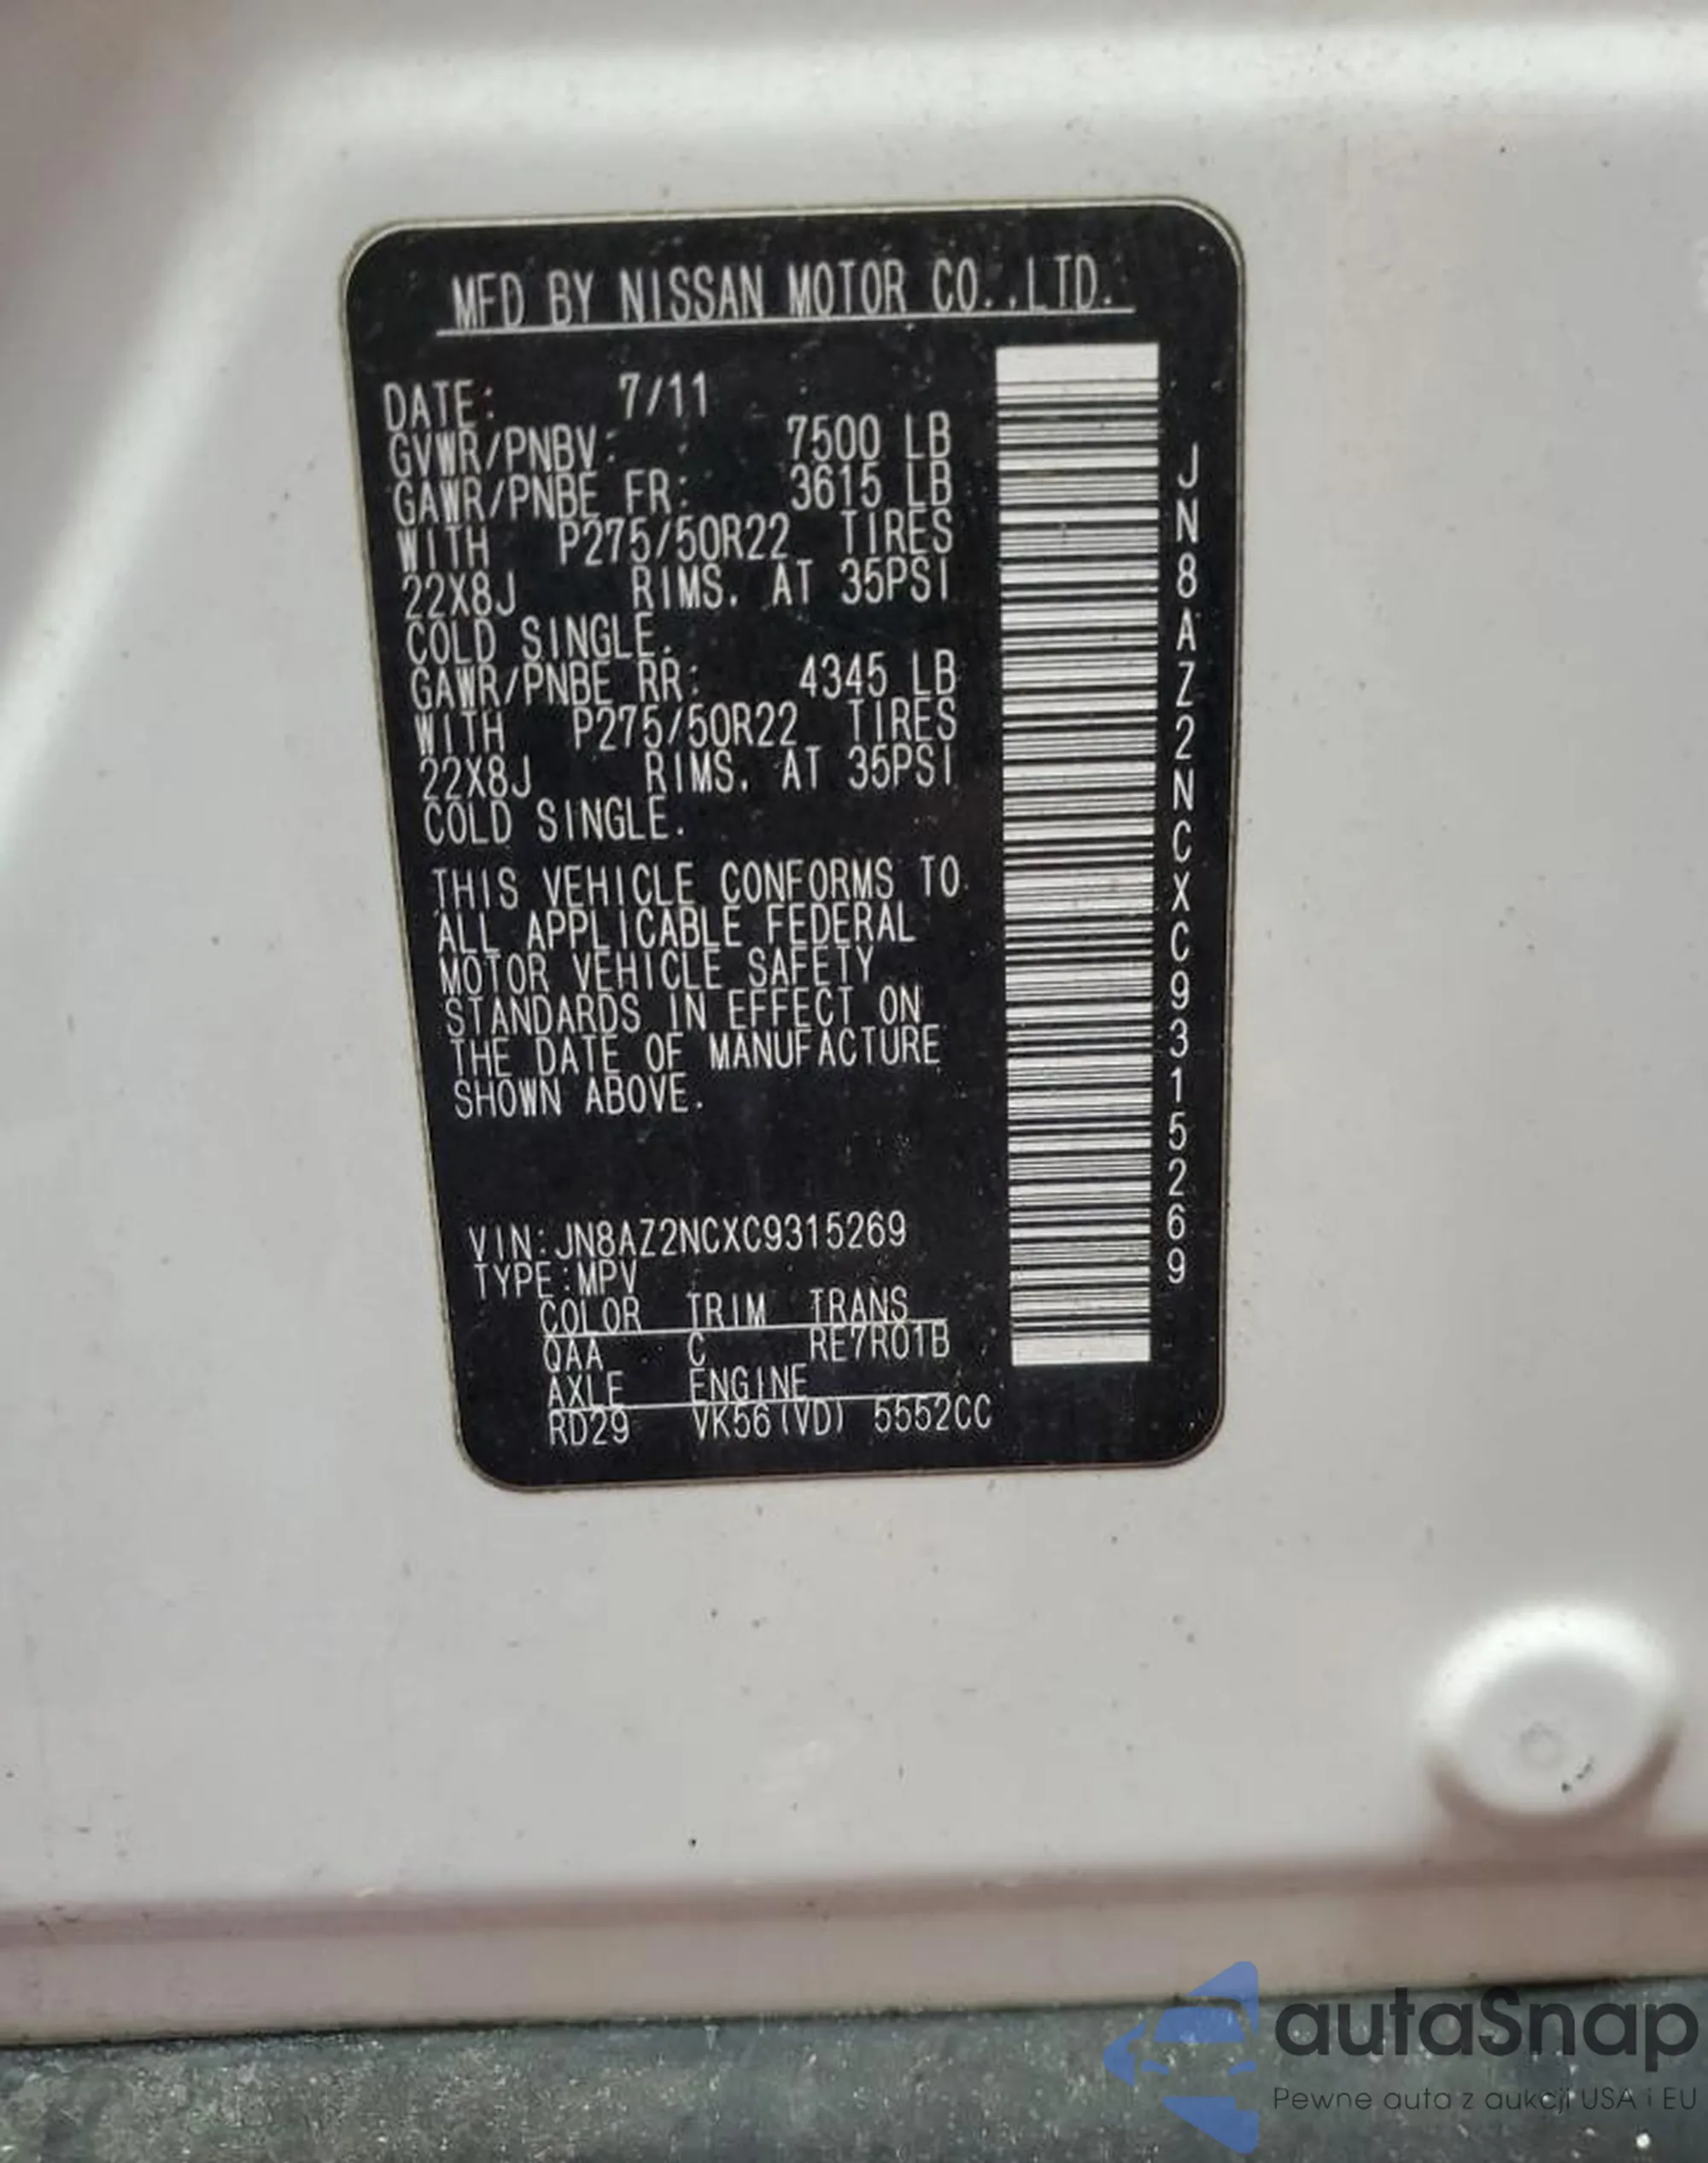 MFD BY NISSAN MOTOR CO.,LTD.
DATE: 7/11
GVWR/PNBV: 7500 LB
GAWR/PNBE FR: 3615 LB
WITH P275/50R22 TIRES
22X8J RIMS. AT 35PSI
COLD SINGLE.
GAWR/PNBE RR: 4345 LB
WITH P275/50R22 TIRES
22X8J RIMS. AT 35PSI
COLD SINGLE.
THIS VEHICLE CONFORMS TO
ALL APPLICABLE FEDERAL
MOTOR VEHICLE SAFETY
STANDARDS IN EFFECT ON
THE DATE OF MANUFACTURE
SHOWN ABOVE.
VIN:JN8AZ2NCXC9315269
TYPE:MPV
COLOR TRIM TRANS
QAA C RE7R01B
AXLE ENGINE
RD29 VK56(VD) 5552CC
JN8AZ2NCXC9315269
autaSnap
Pewne auta z aukcji USA i EU